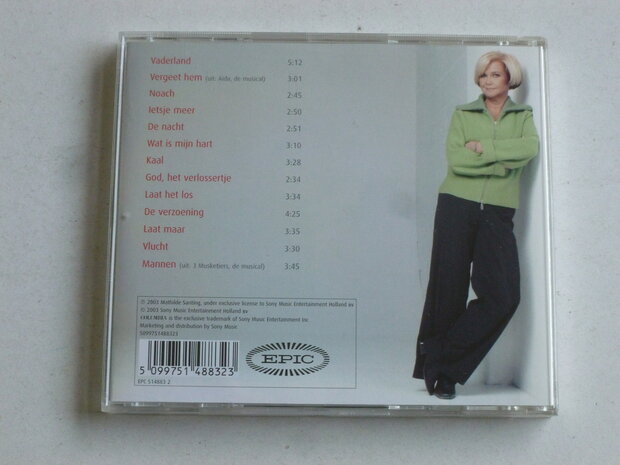 Vaderland 5:12
Vergeet hem (uit: Aida, de musical) 3:01
Noach 2:45
Ietsje meer 2:50
De nacht 2:51
Wat is mijn hart 3:10
Kaal 3:28
God, het verlossertje 2:34
Laat het los 3:34
De verzoening 4:25
Laat maar 3:35
Vlucht 3:30
Mannen (uit: 3 Musketiers, de musical) 3:45
℗ 2003 Mathilde Santing, under exclusive license to Sony Music Entertainment Holland BV
© 2003 Sony Music Entertainment Holland BV
COLUMBIA is the exclusive trademark of Sony Music Entertainment Inc.
Marketing and distribution by Sony Music
5099751488323
5 099751 488323
EPC 514883 2
EPIC